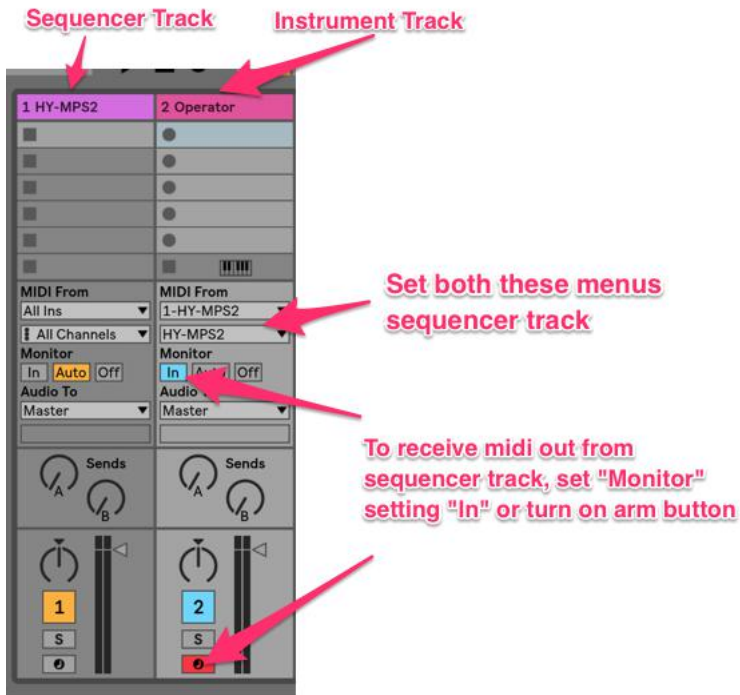 Sequencer Track
Instrument Track
1 HY-MPS2
2 Operator
MIDI From
All Ins
All Channels
Monitor
In Auto Off
Audio To
Master
MIDI From
1-HY-MPS2
HY-MPS2
Monitor
In Auto Off
Audio To
Master
Set both these menus
sequencer track
To receive midi out from
sequencer track, set "Monitor"
setting "In" or turn on arm button
Sends
A
B
Sends
A
B
1
S
2
S